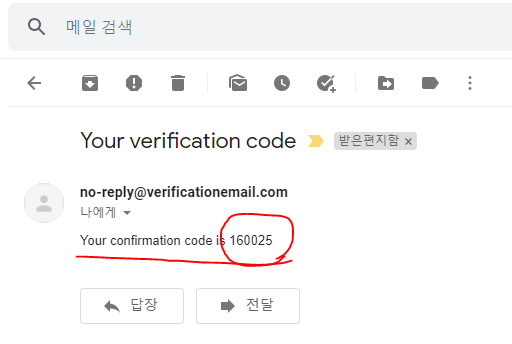 메일 검색
Your verification code 받은편지함 ×
no-reply@verificationemail.com
나에게
Your confirmation code is 160025
답장 전달